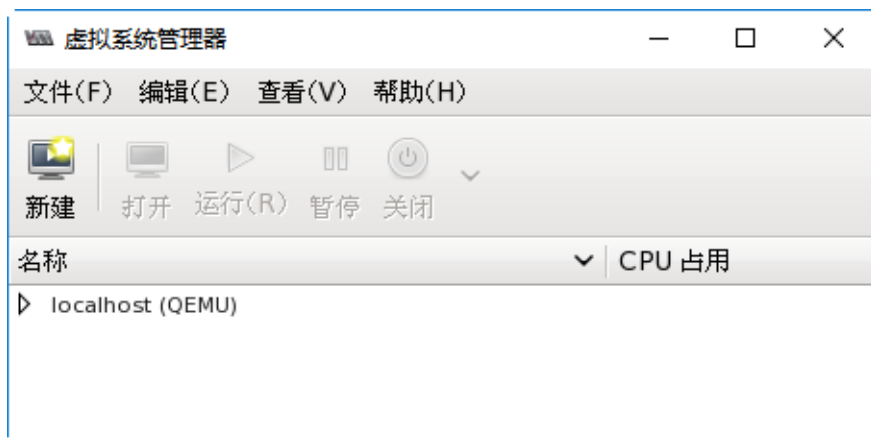 虚拟系统管理器
文件(F) 编辑(E) 查看(V) 帮助(H)
新建 打开 运行(R) 暂停 关闭
名称 CPU 占用
localhost (QEMU)